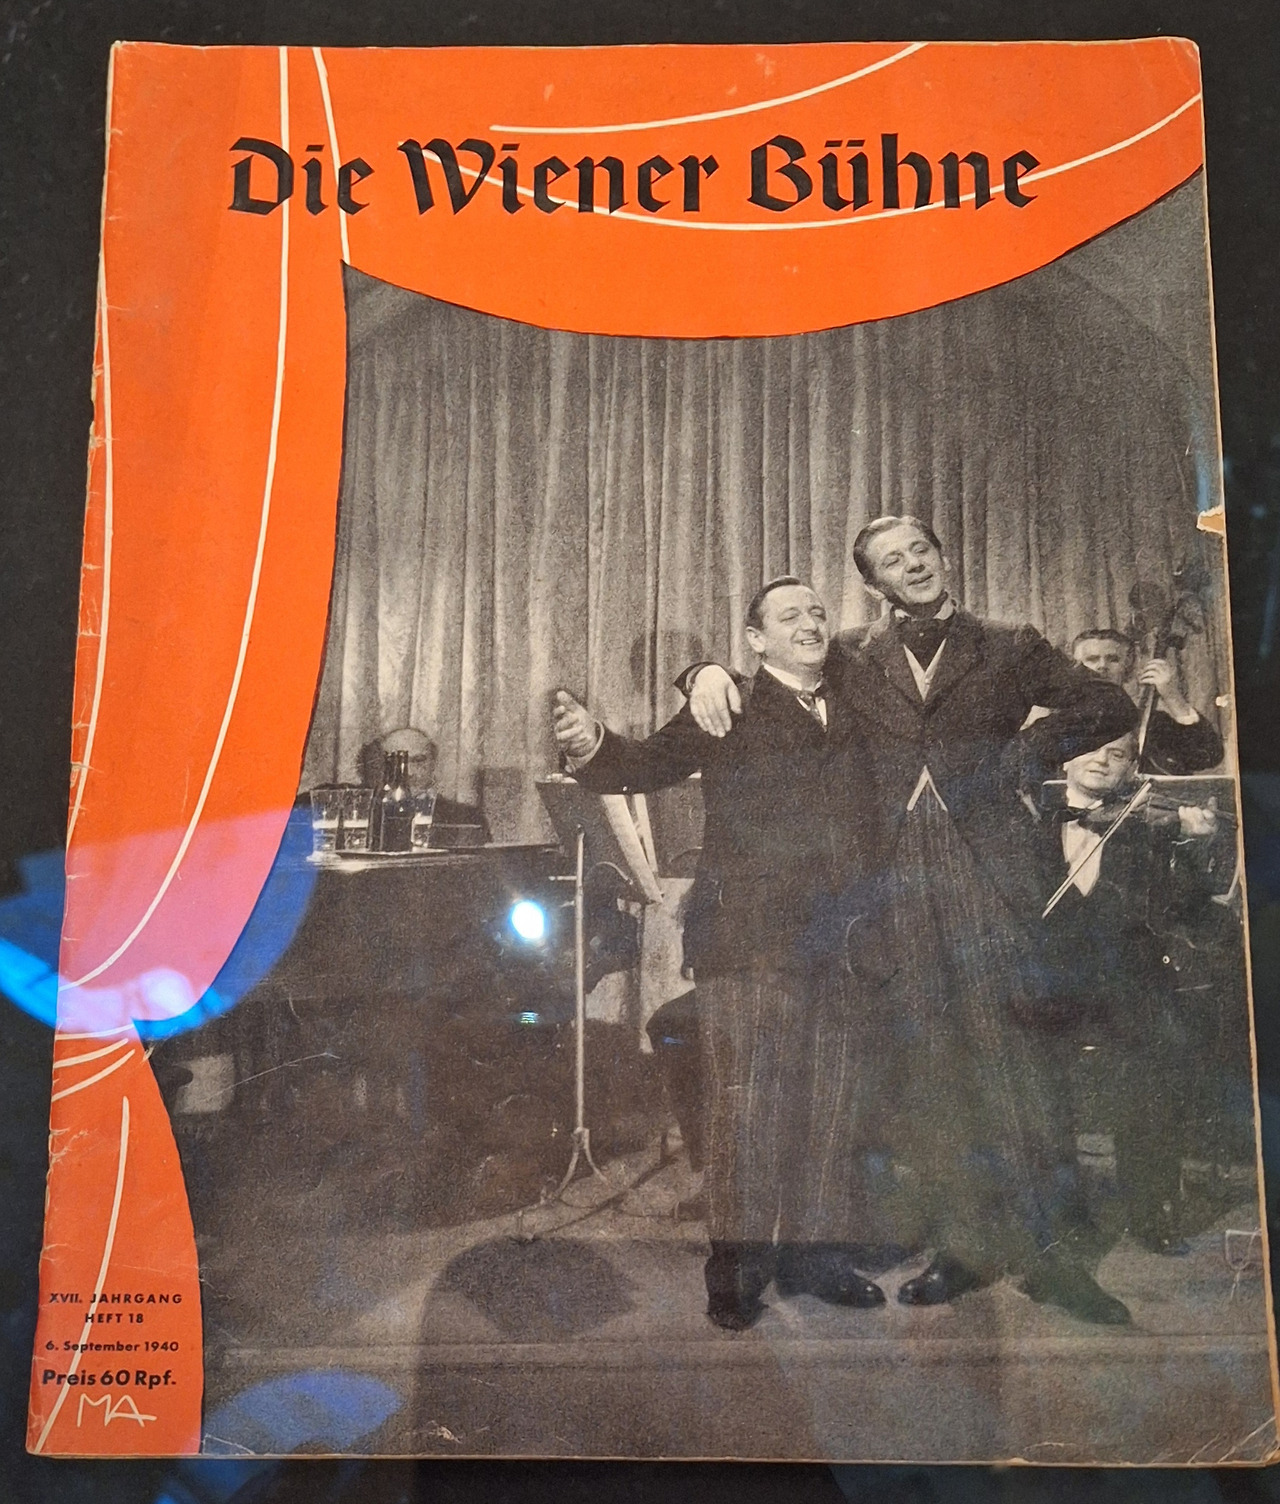 Die Wiener Bühne
XVII. JAHRGANG
HEFT 18
6. September 1940
Preis 60 Rpf.
MA